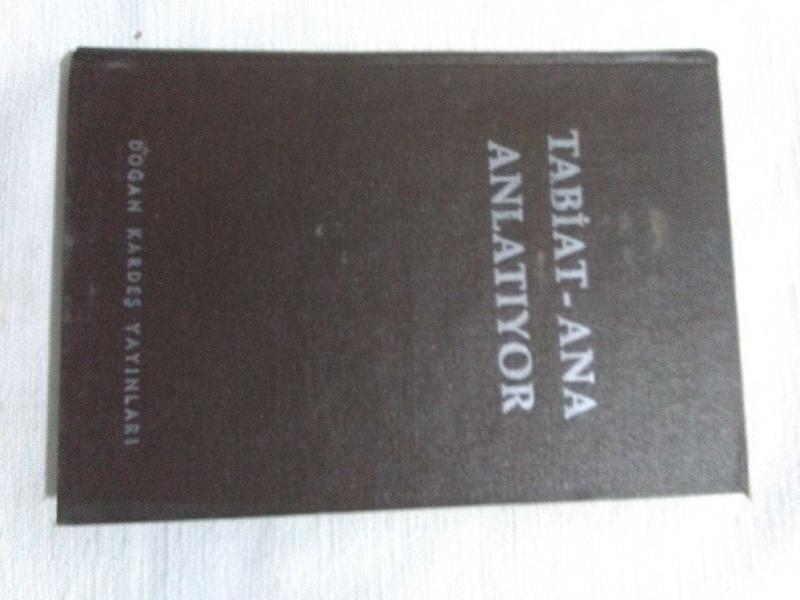 TABİAT-ANA
ANLATIYOR
DOĞAN KARDEŞ YAYINLARI